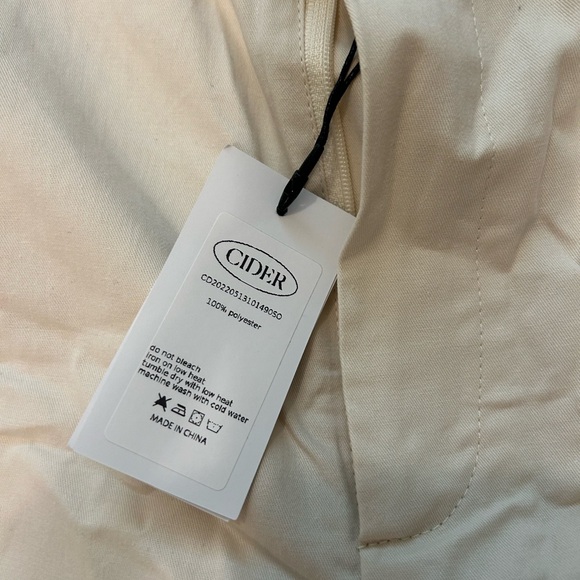 CIDER
CD20220513101490SO
100% polyester
do not bleach
iron on low heat
tumble dry with low heat
machine wash with cold water
MADE IN CHINA